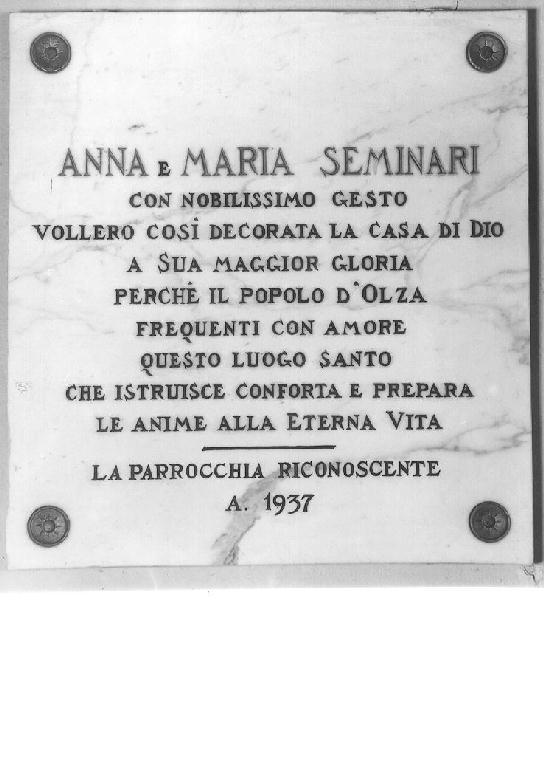 ANNA E MARIA SEMINARI
CON NOBILISSIMO GESTO
VOLLERO COSÌ DECORATA LA CASA DI DIO
A SUA MAGGIOR GLORIA
PERCHÈ IL POPOLO D'OLZA
FREQUENTI CON AMORE
QUESTO LUOGO SANTO
CHE ISTRUISCE CONFORTA E PREPARA
LE ANIME ALLA ETERNA VITA
LA PARROCCHIA RICONOSCENTE
A. 1937